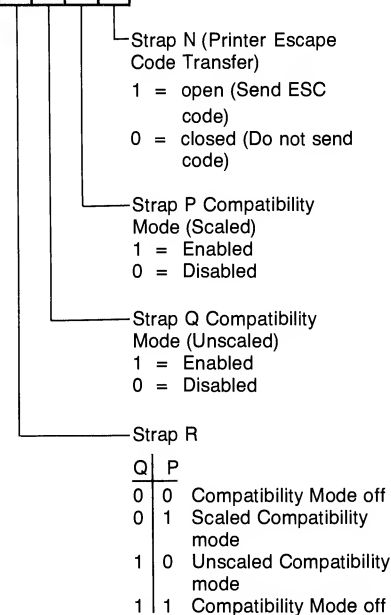 Strap N (Printer Escape
Code Transfer)
1 = open (Send ESC
code)
0 = closed (Do not send
code)
Strap P Compatibility
Mode (Scaled)
1 = Enabled
0 = Disabled
Strap Q Compatibility
Mode (Unscaled)
1 = Enabled
0 = Disabled
Strap R
Q P
0 0 Compatibility Mode off
0 1 Scaled Compatibility
mode
1 0 Unscaled Compatibility
mode
1 1 Compatibility Mode off